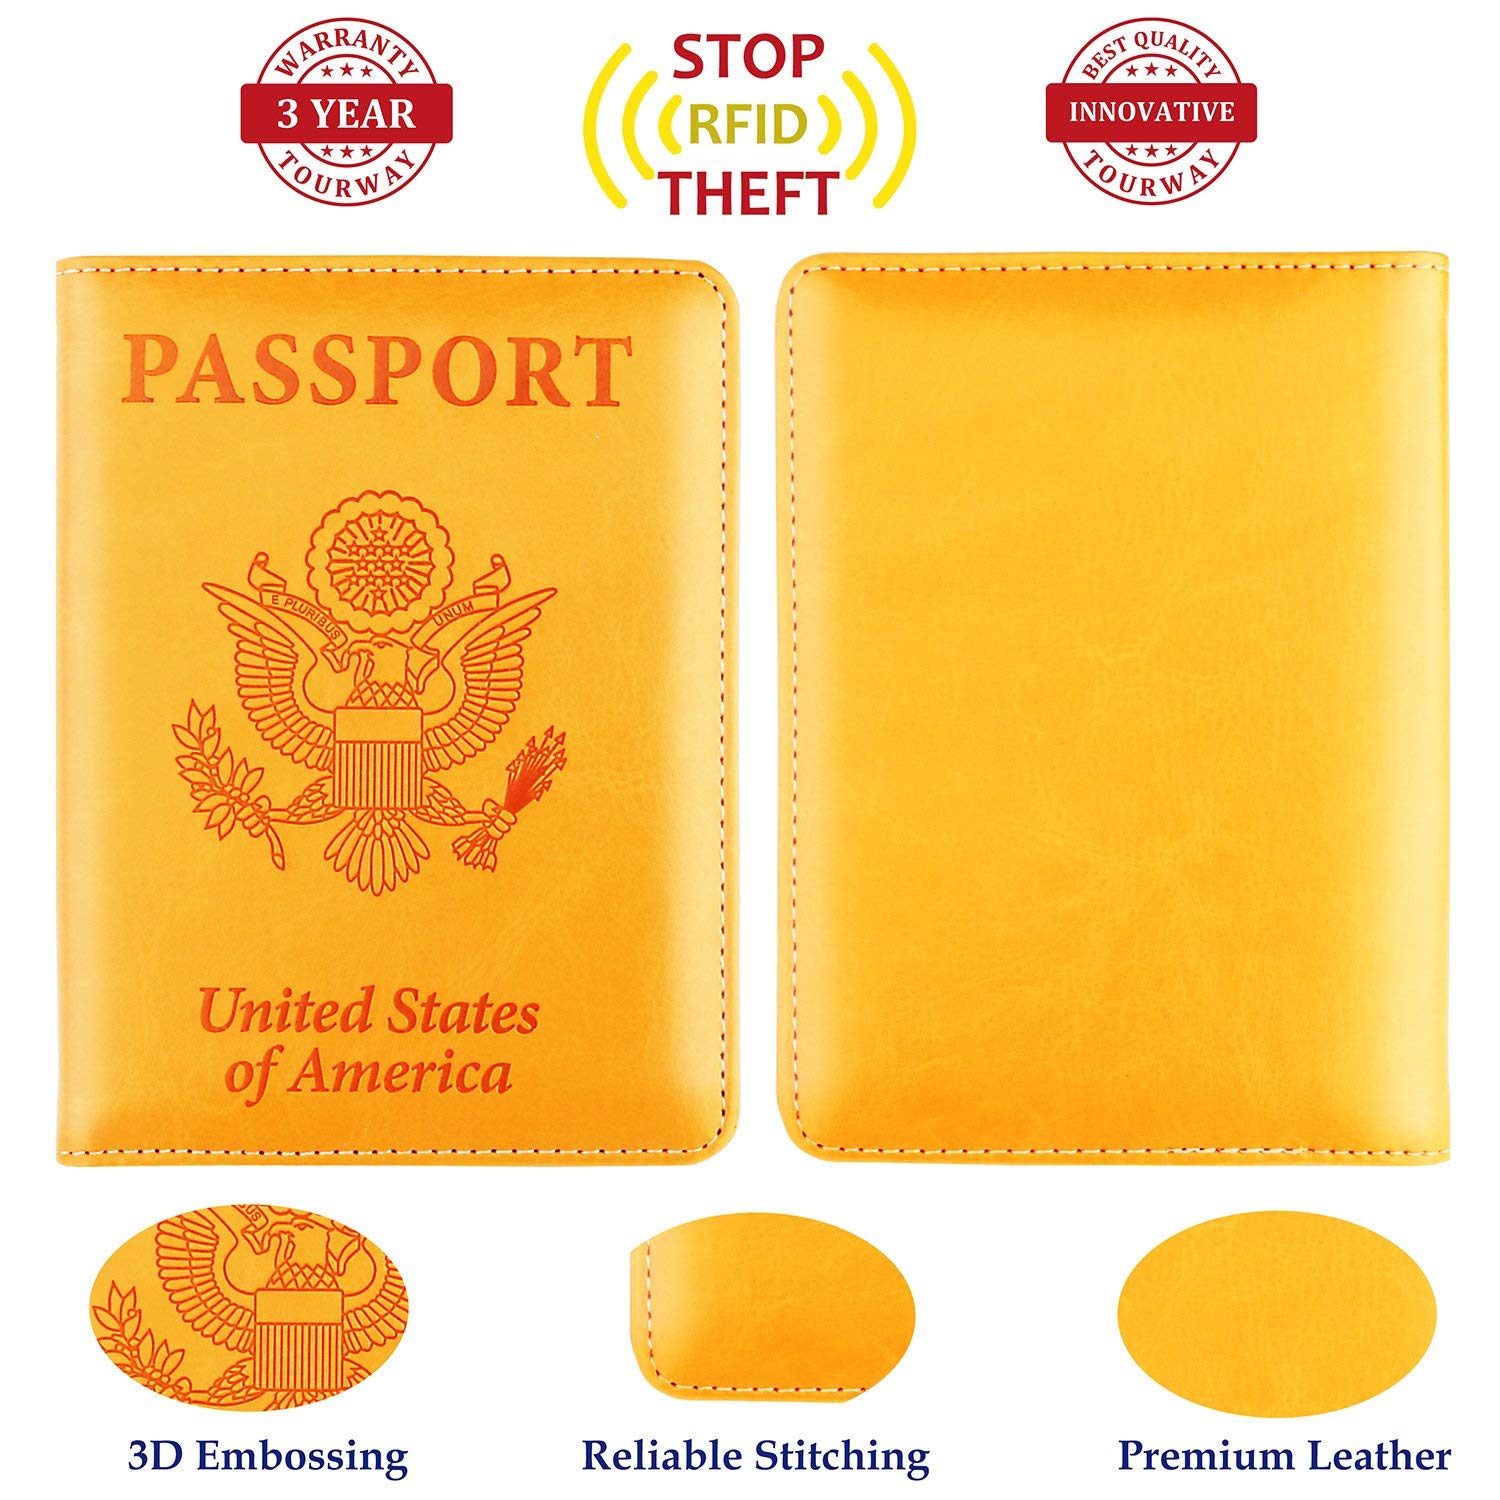 WARRANTY
3 YEAR
TOURWAY
STOP
RFID
THEFT
BEST QUALITY
INNOVATIVE
TOURWAY
PASSPORT
E PLURIBUS UNUM
United States
of America
BUS
3D Embossing
Reliable Stitching
Premium Leather